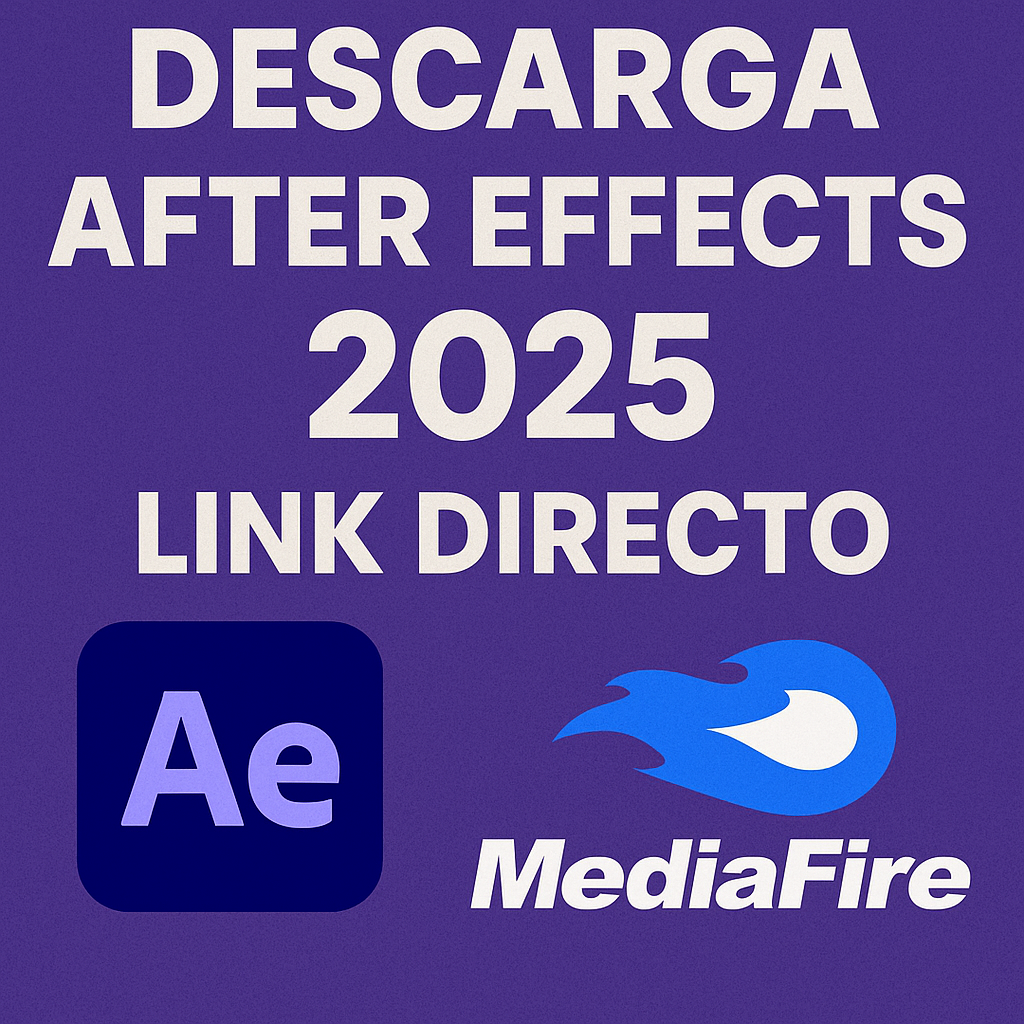 DESCARGA
AFTER EFFECTS
2025
LINK DIRECTO
Ae
MediaFire